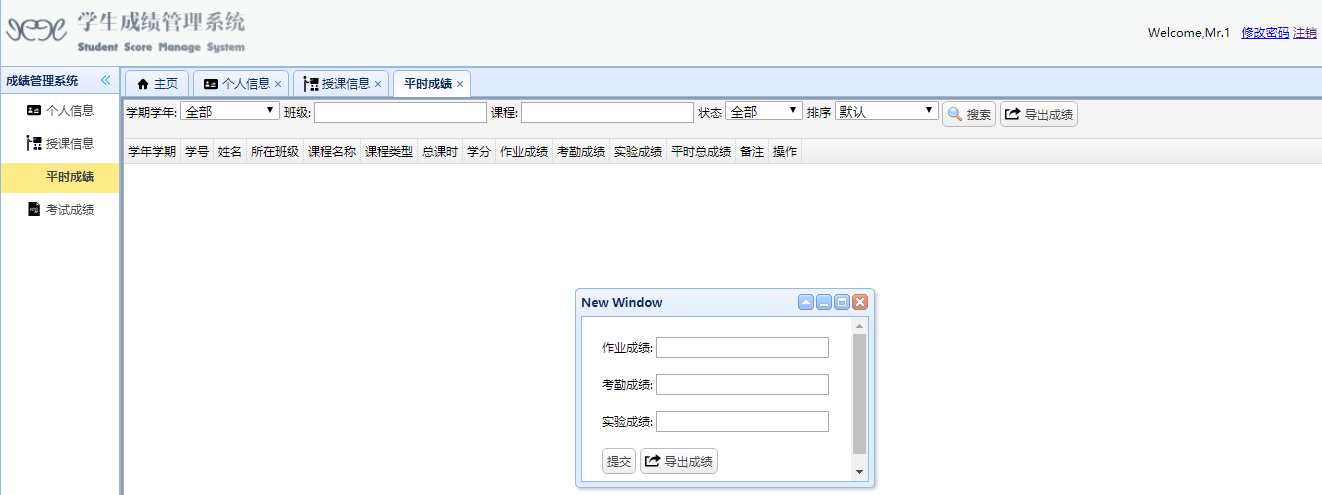 学生成绩管理系统
Student Score Manage System
Welcome,Mr.1 修改密码 注销
成绩管理系统
个人信息
授课信息
平时成绩
考试成绩
主页 个人信息 授课信息 平时成绩
学期学年: 全部 班级: 课程: 状态 全部 排序 默认 搜索 导出成绩
学年学期 学号 姓名 所在班级 课程名称 课程类型 总课时 学分 作业成绩 考勤成绩 实验成绩 平时总成绩 备注 操作
New Window
作业成绩:
考勤成绩:
实验成绩:
提交 导出成绩